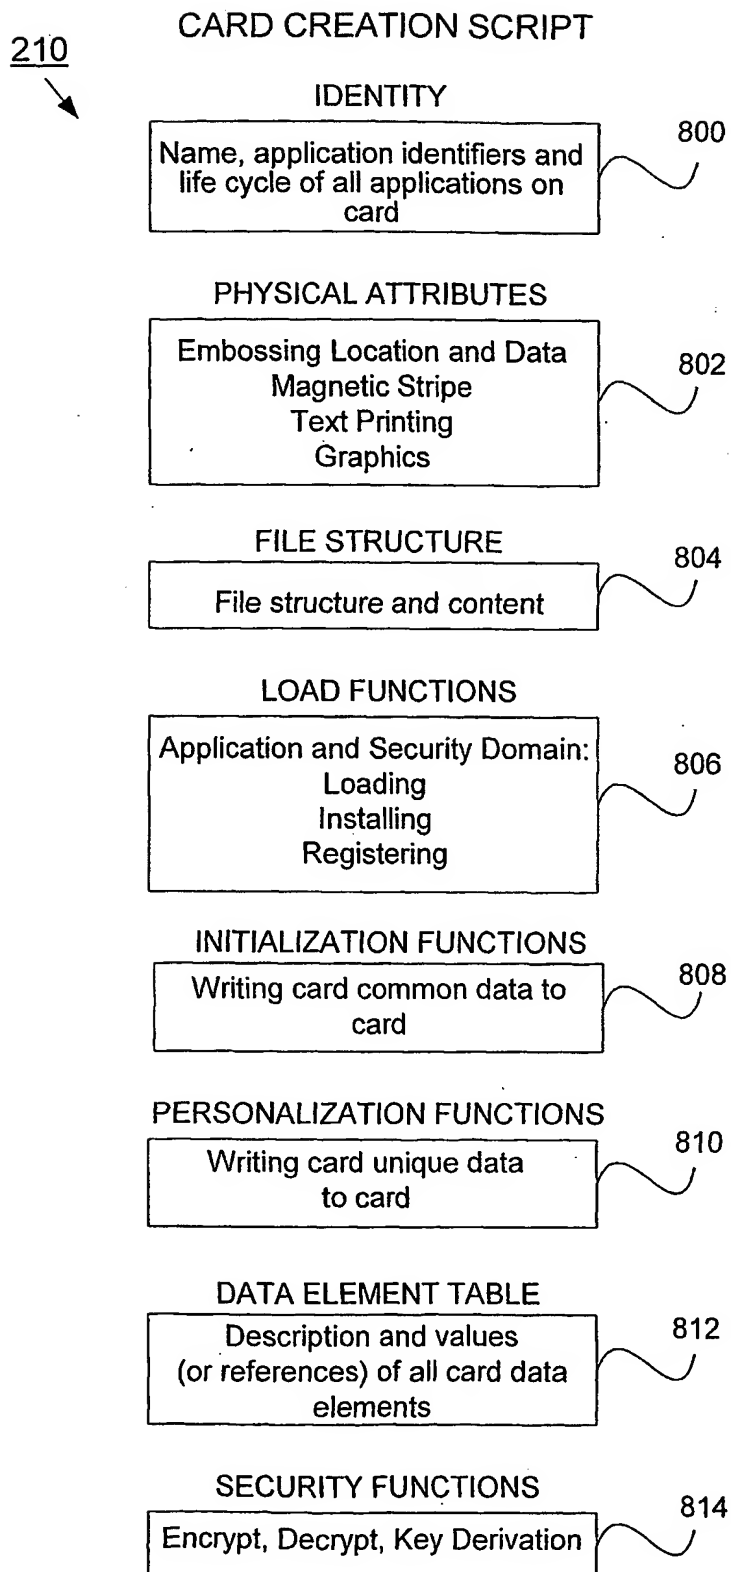 CARD CREATION SCRIPT
210
IDENTITY
800
Name, application identifiers and
life cycle of all applications on
card
PHYSICAL ATTRIBUTES
802
Embossing Location and Data
Magnetic Stripe
Text Printing
Graphics
FILE STRUCTURE
804
File structure and content
LOAD FUNCTIONS
806
Application and Security Domain:
Loading
Installing
Registering
INITIALIZATION FUNCTIONS
808
Writing card common data to
card
PERSONALIZATION FUNCTIONS
810
Writing card unique data
to card
DATA ELEMENT TABLE
812
Description and values
(or references) of all card data
elements
SECURITY FUNCTIONS
814
Encrypt, Decrypt, Key Derivation